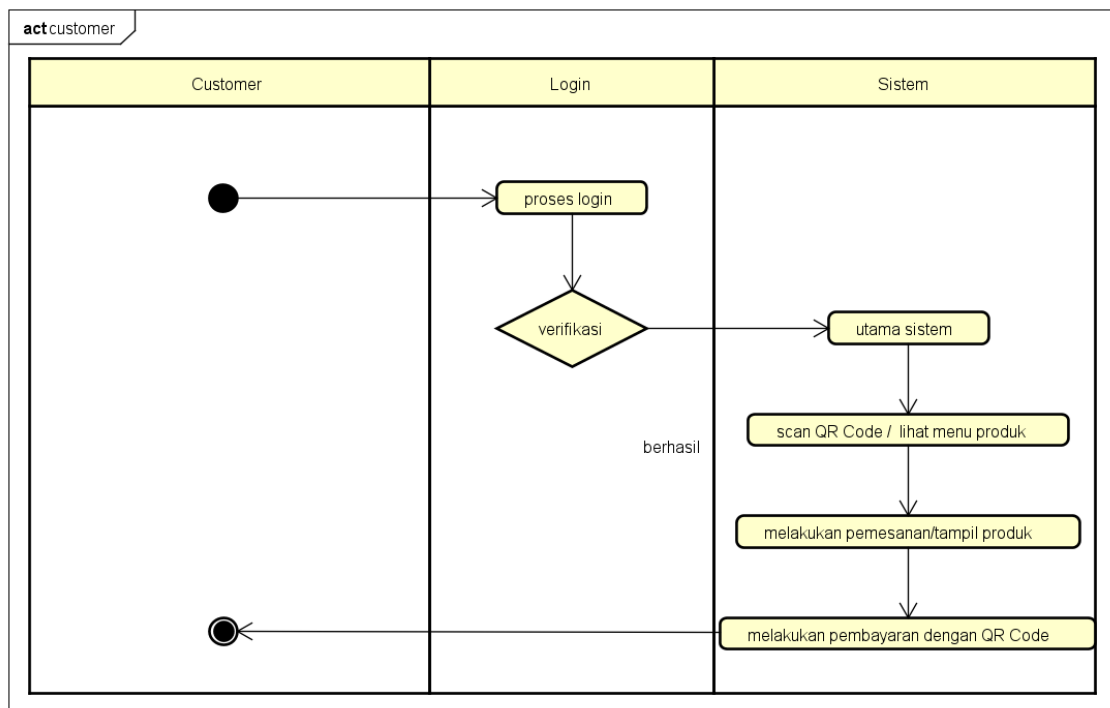 act customer
Customer
Login
Sistem
proses login
verifikasi
utama sistem
scan QR Code / lihat menu produk
berhasil
melakukan pemesanan/tampil produk
melakukan pembayaran dengan QR Code